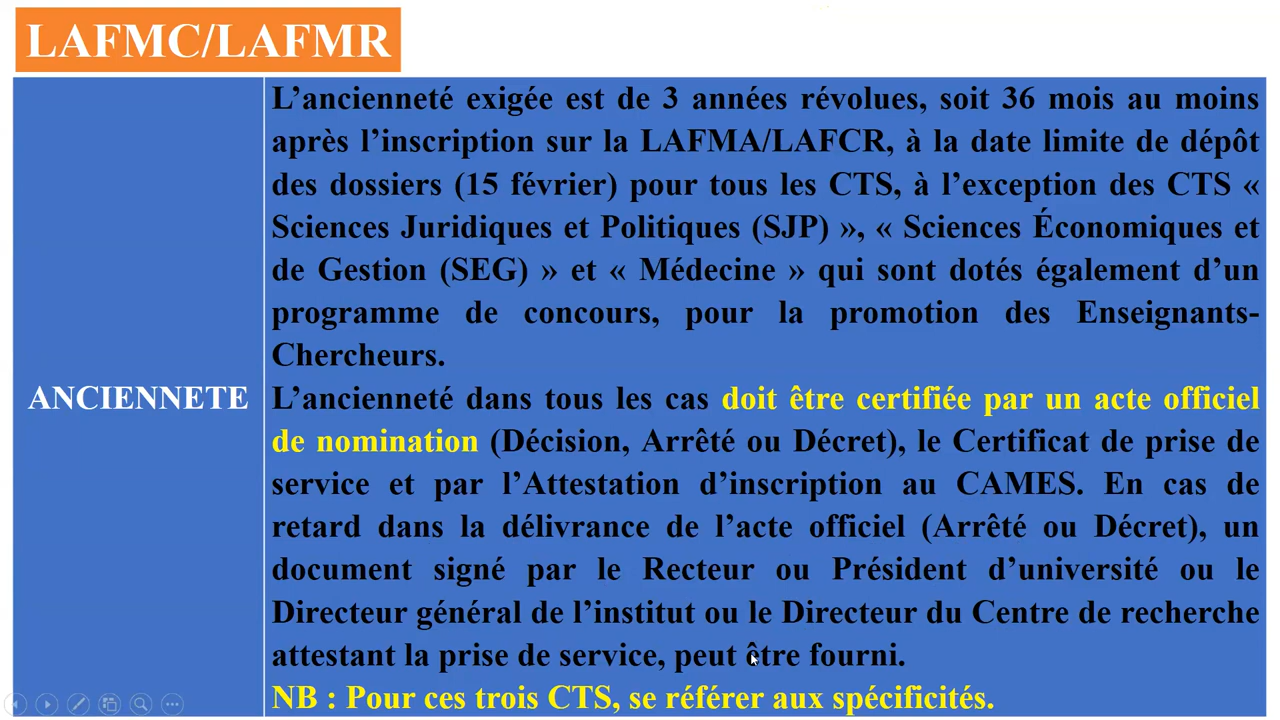 LAFMC/LAFMR
ANCIENNETE
L’ancienneté exigée est de 3 années révolues, soit 36 mois au moins
après l’inscription sur la LAFMA/LAFCR, à la date limite de dépôt
des dossiers (15 février) pour tous les CTS, à l’exception des CTS «
Sciences Juridiques et Politiques (SJP) », « Sciences Économiques et
de Gestion (SEG) » et « Médecine » qui sont dotés également d’un
programme de concours, pour la promotion des Enseignants-
Chercheurs.
L’ancienneté dans tous les cas doit être certifiée par un acte officiel
de nomination (Décision, Arrêté ou Décret), le Certificat de prise de
service et par l’Attestation d’inscription au CAMES. En cas de
retard dans la délivrance de l’acte officiel (Arrêté ou Décret), un
document signé par le Recteur ou Président d’université ou le
Directeur général de l’institut ou le Directeur du Centre de recherche
attestant la prise de service, peut être fourni.
NB : Pour ces trois CTS, se référer aux spécificités.